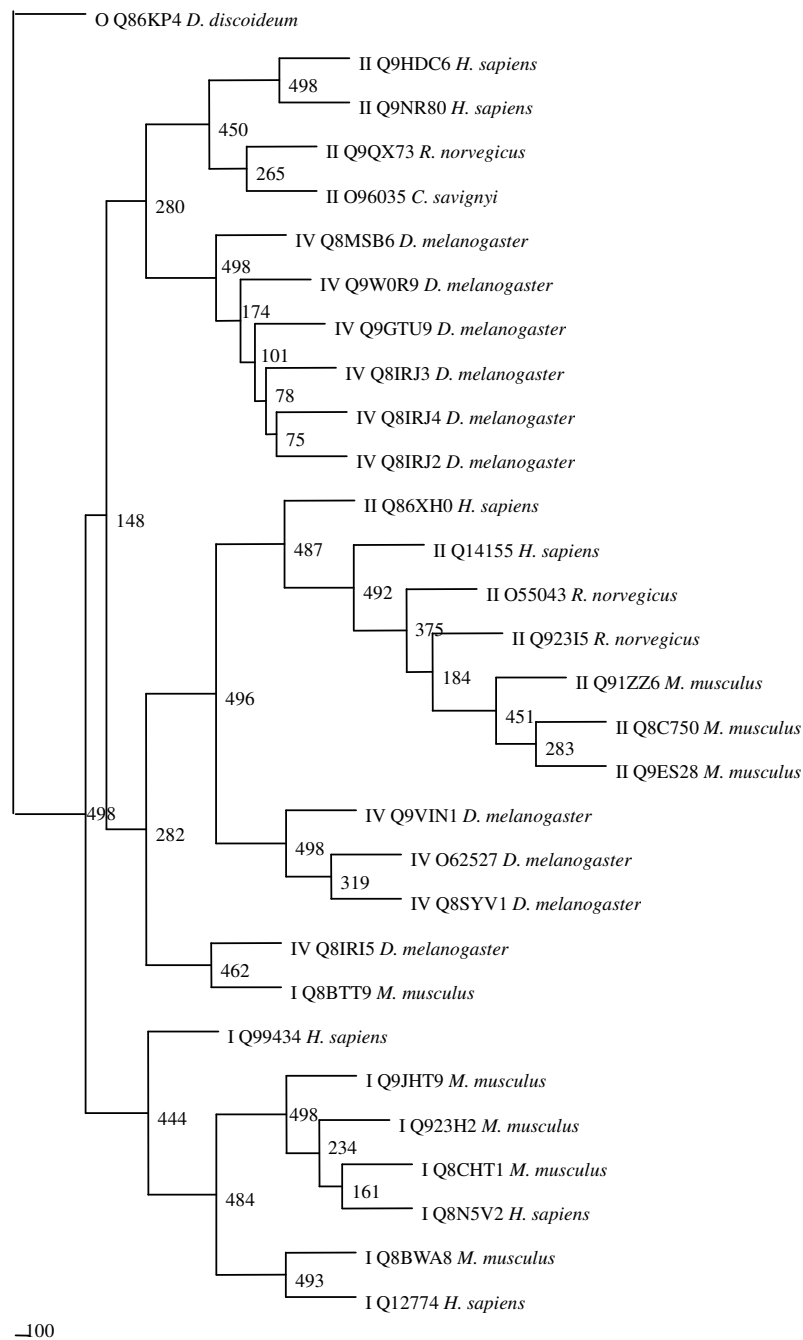 O Q86KP4 D. discoideum
II Q9HDC6 H. sapiens
498
II Q9NR80 H. sapiens
450
II Q9QX73 R. norvegicus
265
II O96035 C. savignyi
280
IV Q8MSB6 D. melanogaster
498
IV Q9W0R9 D. melanogaster
174
IV Q9GTU9 D. melanogaster
101
IV Q8IRJ3 D. melanogaster
78
IV Q8IRJ4 D. melanogaster
75
IV Q8IRJ2 D. melanogaster
II Q86XH0 H. sapiens
148
487
II Q14155 H. sapiens
492
II O55043 R. norvegicus
375
II Q923I5 R. norvegicus
184
II Q91ZZ6 M. musculus
496
451
II Q8C750 M. musculus
283
II Q9ES28 M. musculus
498
IV Q9VIN1 D. melanogaster
282
498
IV O62527 D. melanogaster
319
IV Q8SYV1 D. melanogaster
IV Q8IRI5 D. melanogaster
462
I Q8BTT9 M. musculus
I Q99434 H. sapiens
I Q9JHT9 M. musculus
444
498
I Q923H2 M. musculus
234
I Q8CHT1 M. musculus
161
484
I Q8N5V2 H. sapiens
I Q8BWA8 M. musculus
493
I Q12774 H. sapiens
100